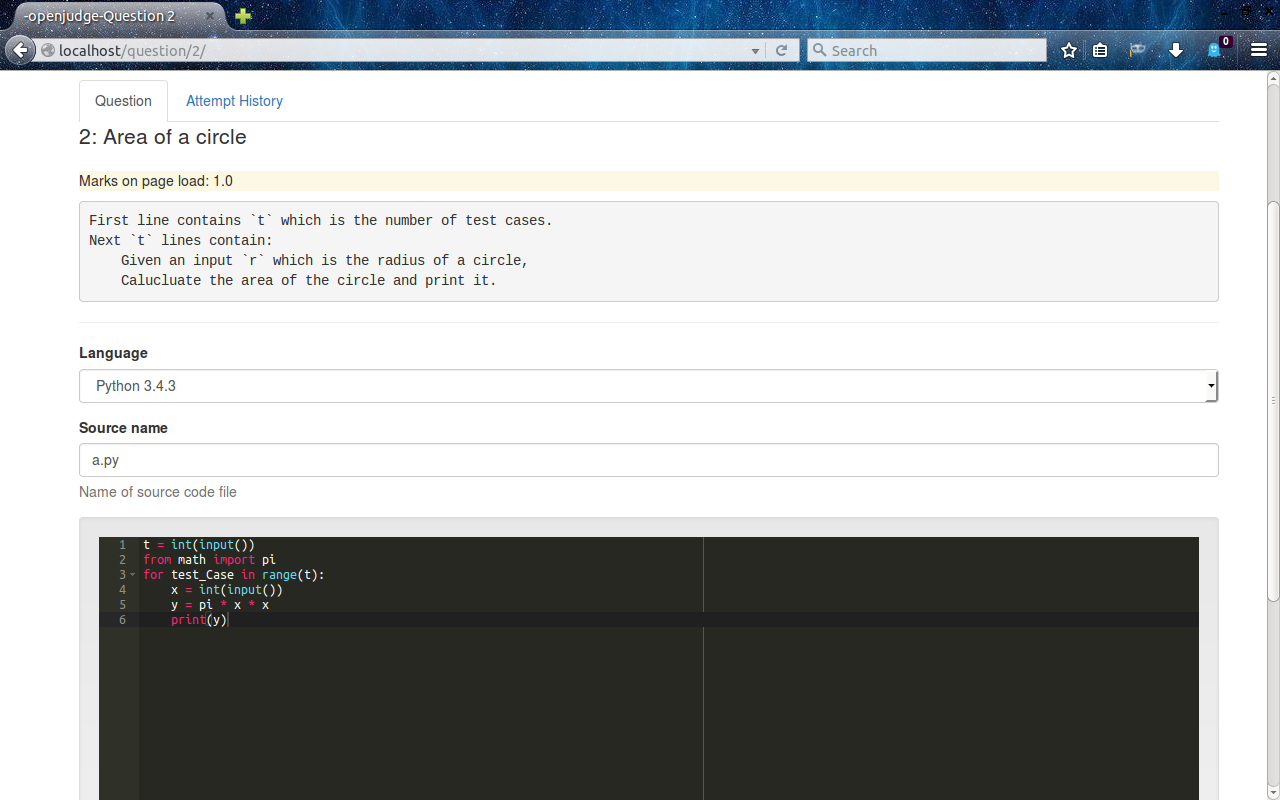 -openjudge-Question 2
localhost/question/2/
Search
0
Question
Attempt History
2: Area of a circle
Marks on page load: 1.0
First line contains `t` which is the number of test cases.
Next `t` lines contain:
    Given an input `r` which is the radius of a circle,
    Calucluate the area of the circle and print it.
Language
Python 3.4.3
Source name
a.py
Name of source code file
1 t = int(input())
2 from math import pi
3 for test_Case in range(t):
4     x = int(input())
5     y = pi * x * x
6     print(y)